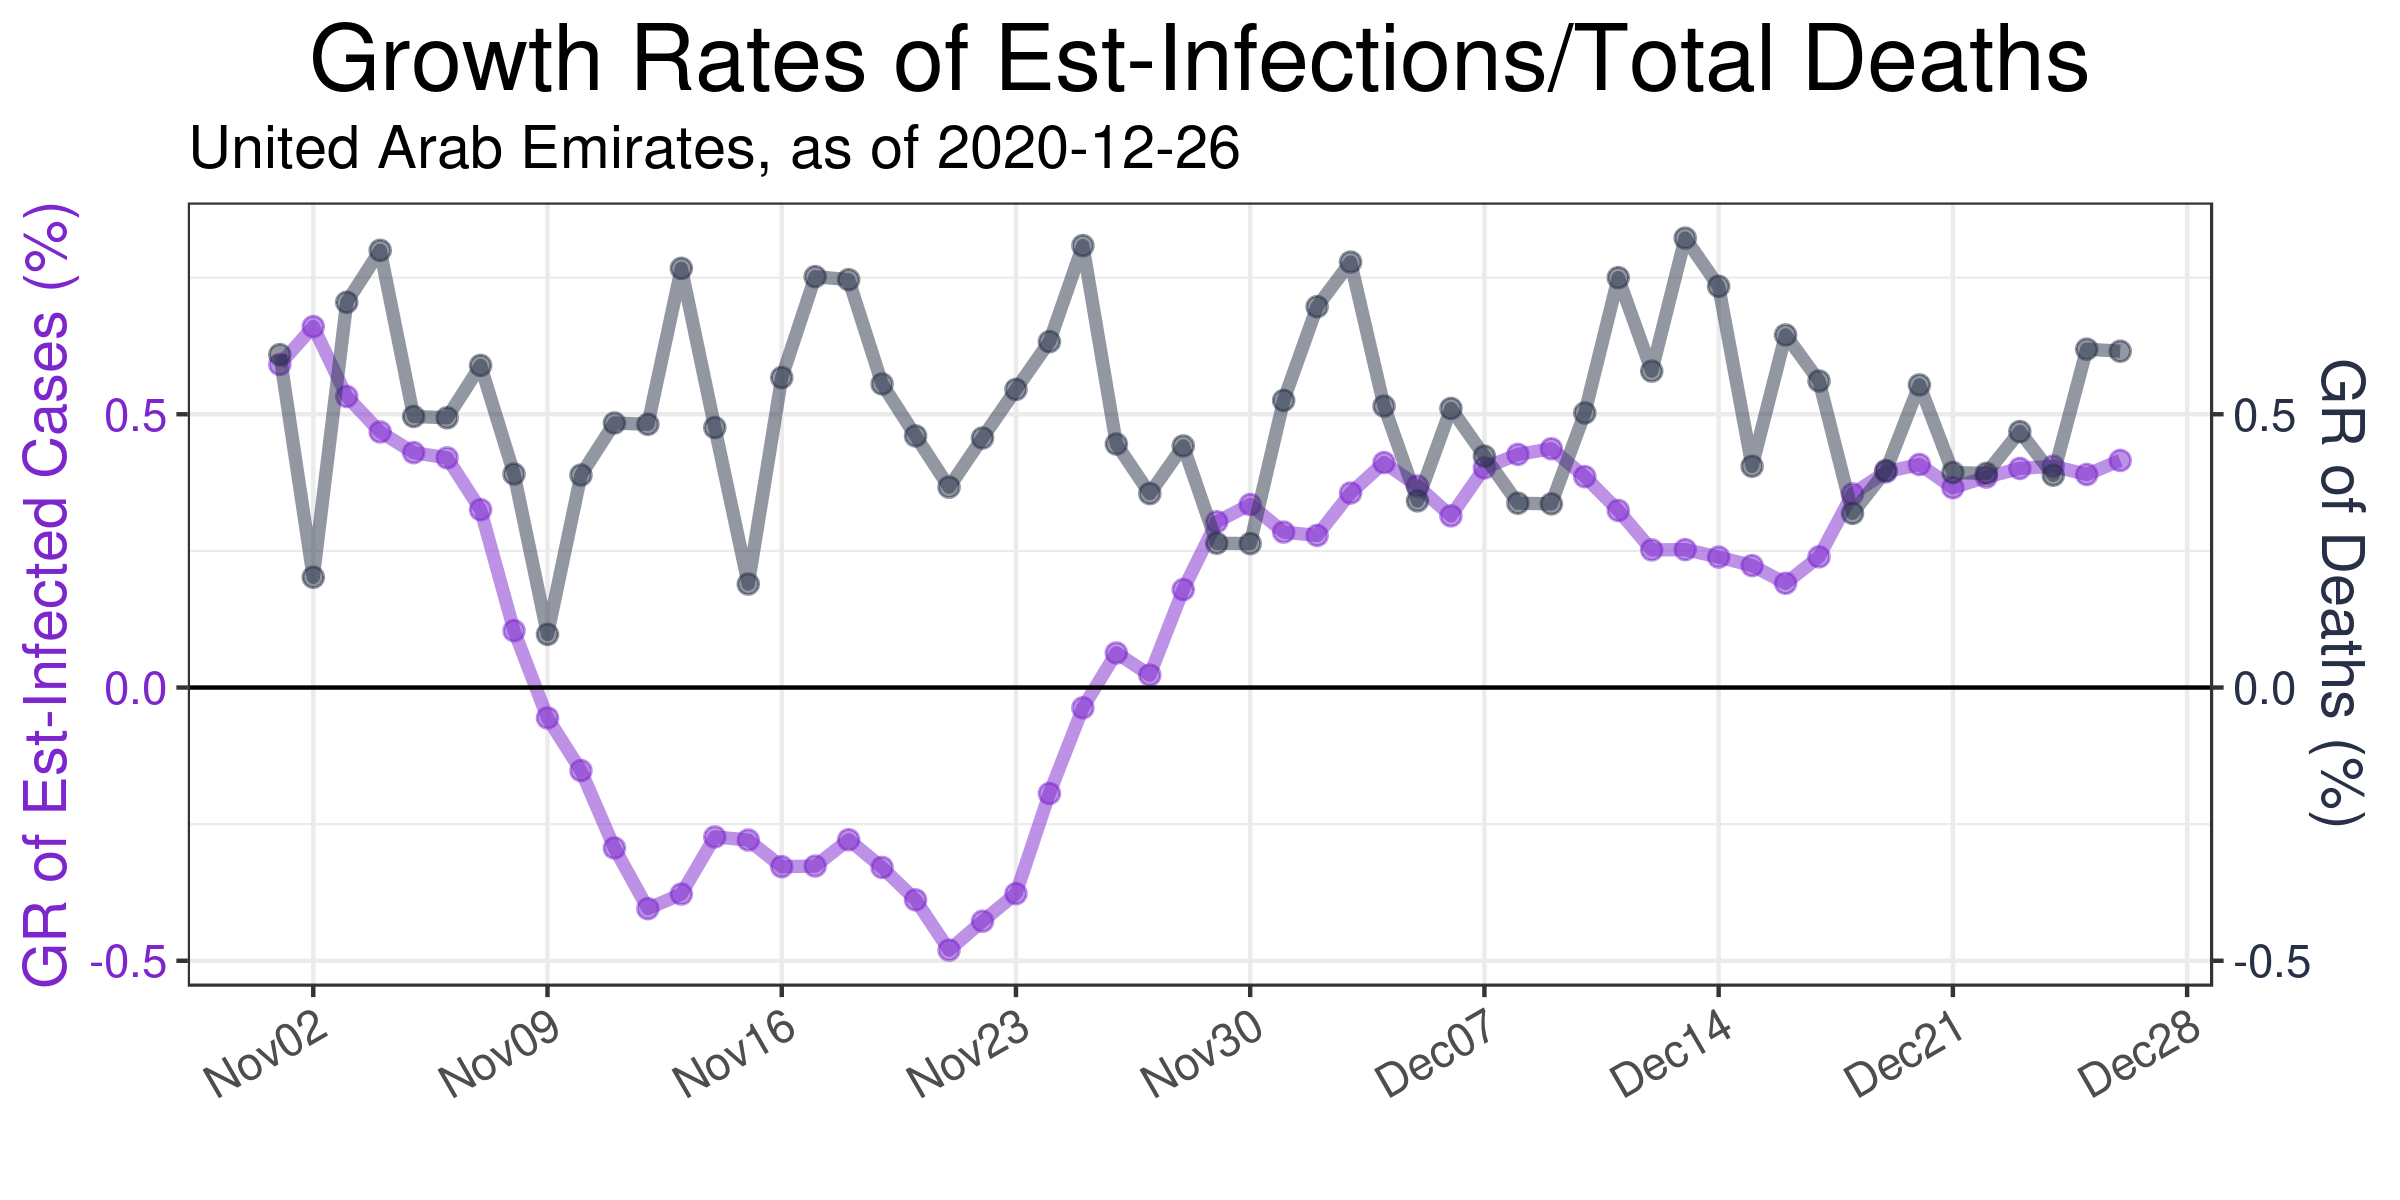 Growth Rates of Est-Infections/Total Deaths
United Arab Emirates, as of 2020-12-26
GR of Est-Infected Cases (%)
0.5
0.0
-0.5
0.5
0.0
-0.5
GR of Deaths (%)
Nov02
Nov09
Nov16
Nov23
Nov30
Dec07
Dec14
Dec21
Dec28